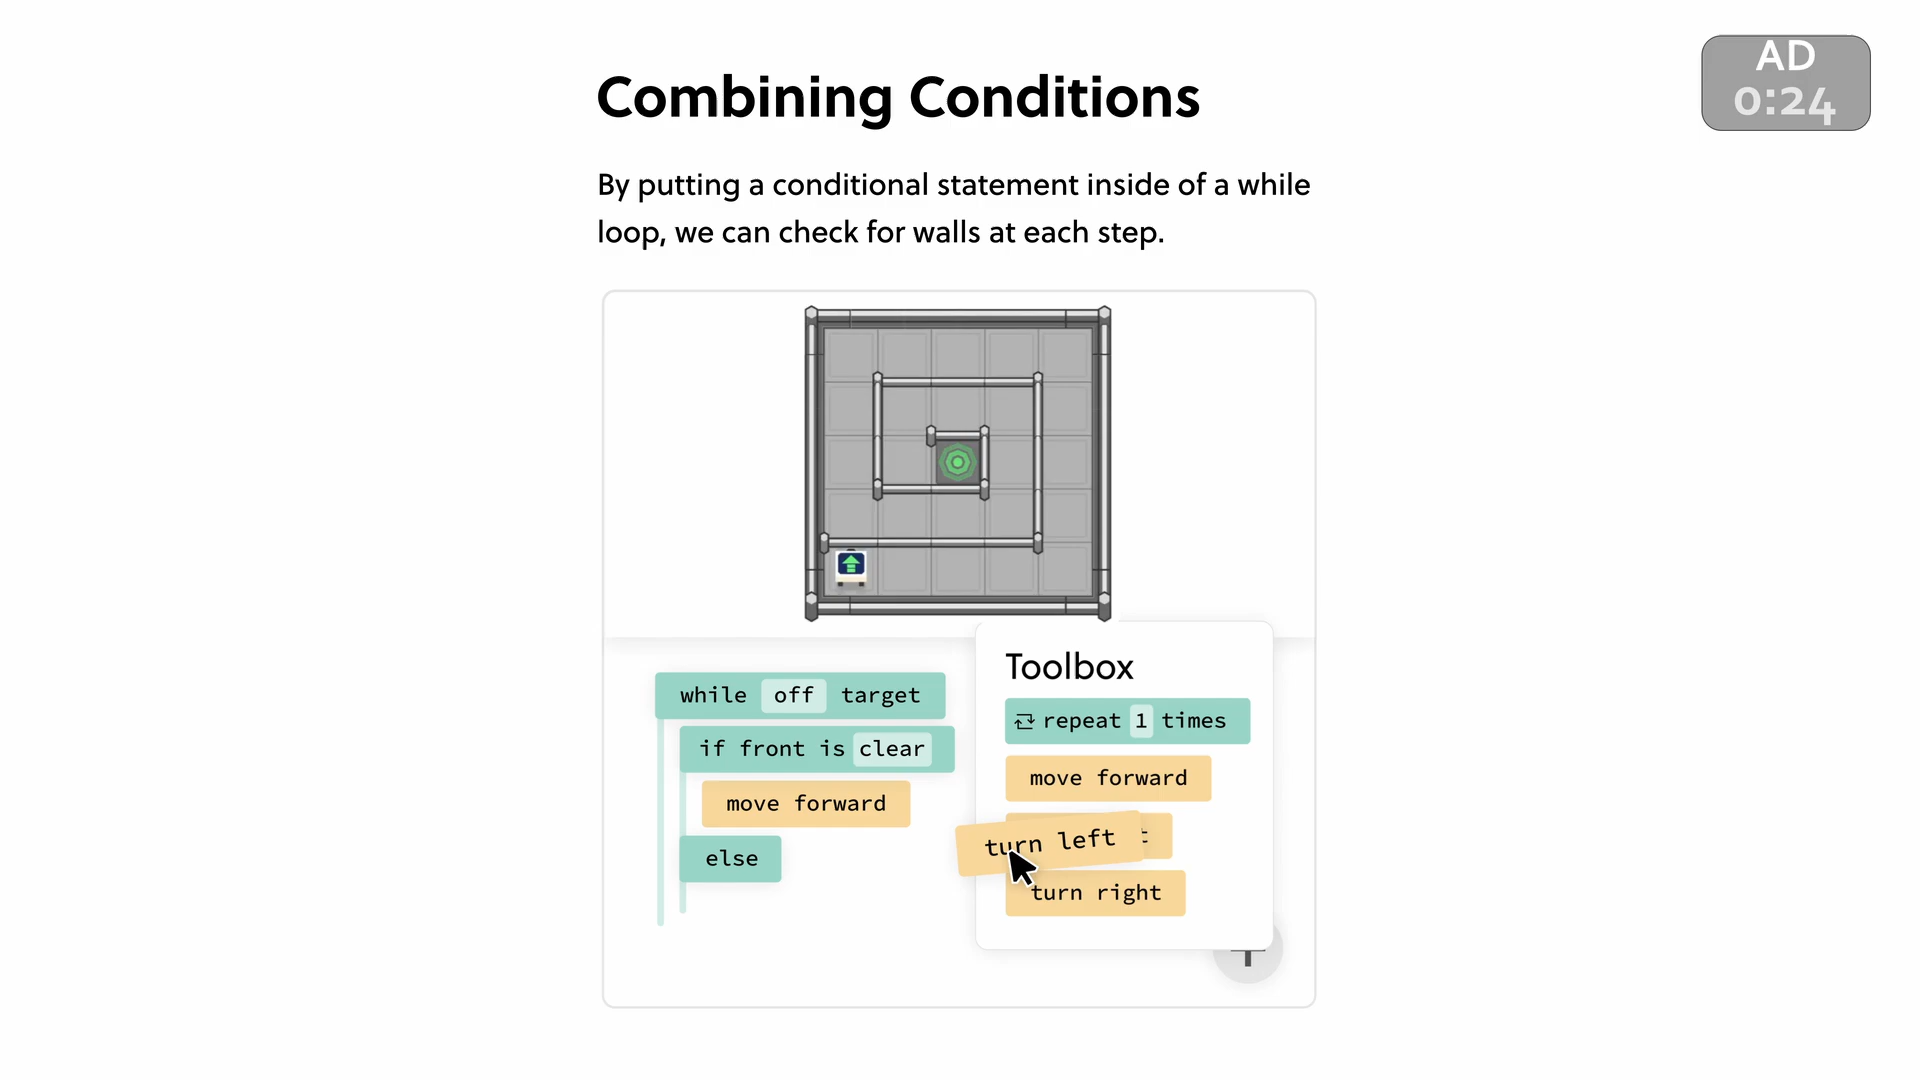 Combining Conditions
AD
0:24
By putting a conditional statement inside of a while
loop, we can check for walls at each step.
Toolbox
while off target
repeat 1 times
if front is clear
move forward
move forward
turn left
else
turn right